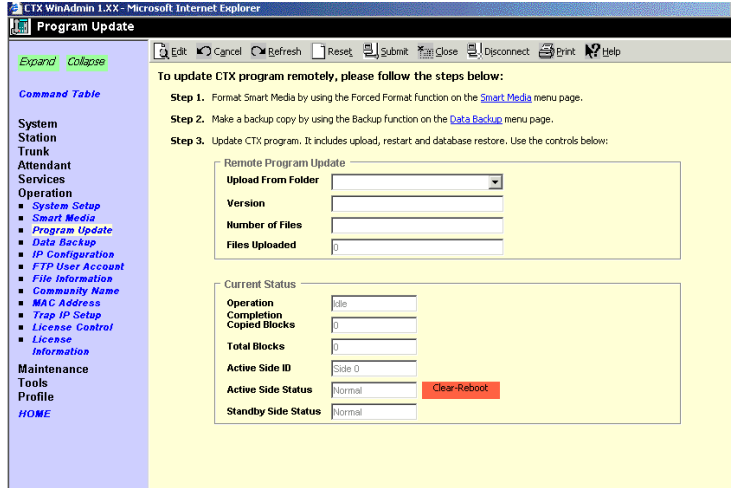 CTX WinAdmin 1.XX - Microsoft Internet Explorer
Program Update
Edit Cancel Refresh Reset Submit Close Disconnect Print Help
Expand Collapse
Command Table
System
Station
Trunk
Attendant
Services
Operation
System Setup
Smart Media
Program Update
Data Backup
IP Configuration
FTP User Account
File Information
Community Name
MAC Address
Trap IP Setup
License Control
License
Information
Maintenance
Tools
Profile
HOME
To update CTX program remotely, please follow the steps below:
Step 1. Format Smart Media by using the Forced Format function on the Smart Media menu page.
Step 2. Make a backup copy by using the Backup function on the Data Backup menu page.
Step 3. Update CTX program. It includes upload, restart and database restore. Use the controls below:
Remote Program Update
Upload From Folder
Version
Number of Files
Files Uploaded 0
Current Status
Operation Idle
Completion
Copied Blocks 0
Total Blocks 0
Active Side ID Side 0
Active Side Status Normal Clear-Reboot
Standby Side Status Normal